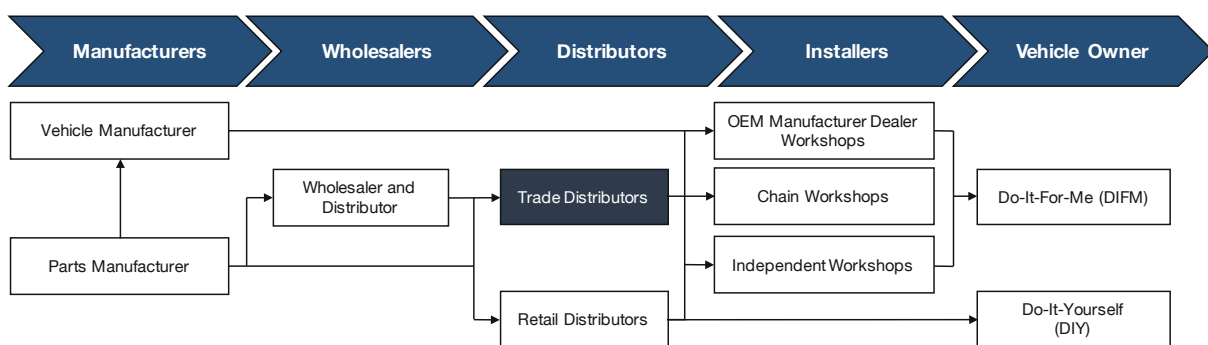 Manufacturers
Wholesalers
Distributors
Installers
Vehicle Owner
Vehicle Manufacturer
OEM Manufacturer Dealer
Workshops
Wholesaler and
Distributor
Trade Distributors
Chain Workshops
Do-It-For-Me (DIFM)
Parts Manufacturer
Independent Workshops
Retail Distributors
Do-It-Yourself
(DIY)